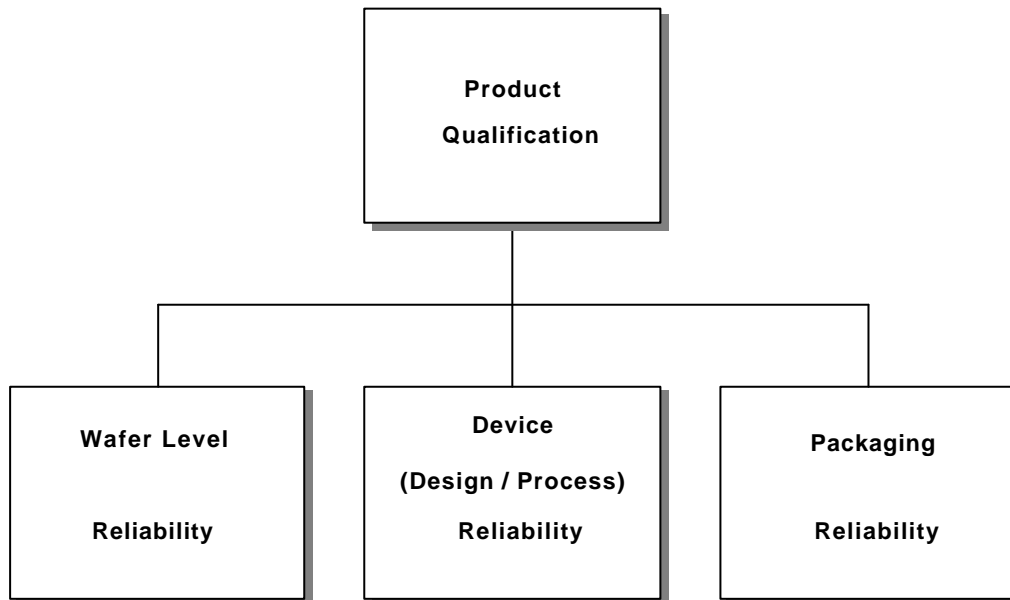 Product
Qualification
Wafer Level
Reliability
Device
(Design / Process)
Reliability
Packaging
Reliability